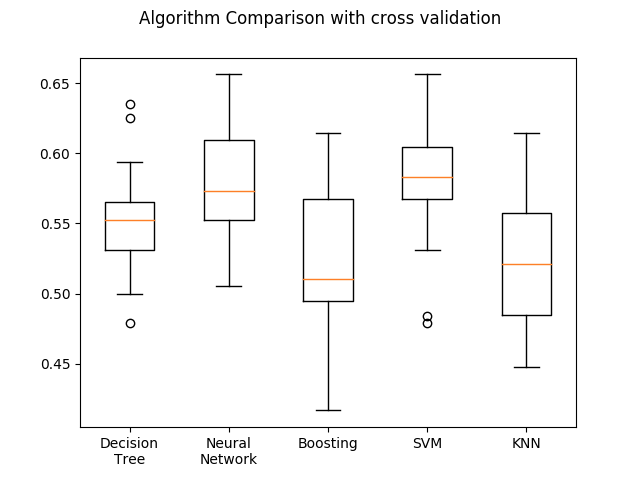 Algorithm Comparison with cross validation
0.65
0.60
0.55
0.50
0.45
Decision
Tree
Neural
Network
Boosting
SVM
KNN